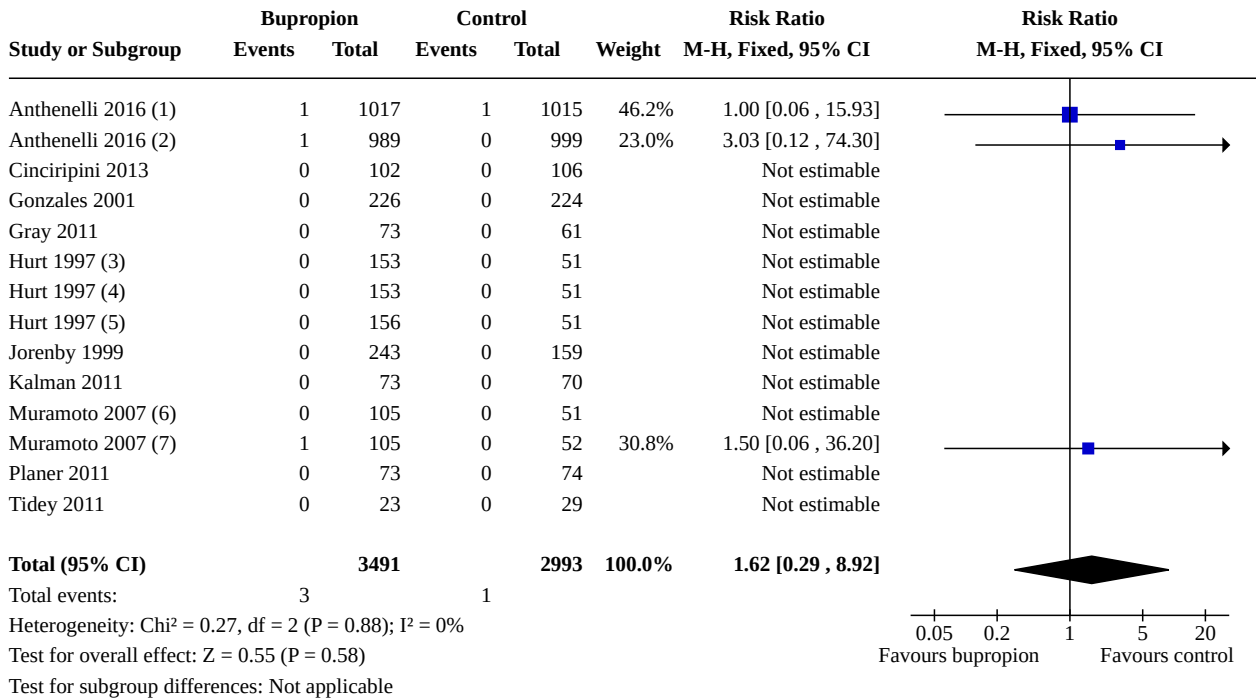 Bupropion Control Risk Ratio Risk Ratio
Study or Subgroup Events Total Events Total Weight M-H, Fixed, 95% CI M-H, Fixed, 95% CI
Anthenelli 2016 (1) 1 1017 1 1015 46.2% 1.00 [0.06 , 15.93]
Anthenelli 2016 (2) 1 989 0 999 23.0% 3.03 [0.12 , 74.30]
Cinciripini 2013 0 102 0 106 Not estimable
Gonzales 2001 0 226 0 224 Not estimable
Gray 2011 0 73 0 61 Not estimable
Hurt 1997 (3) 0 153 0 51 Not estimable
Hurt 1997 (4) 0 153 0 51 Not estimable
Hurt 1997 (5) 0 156 0 51 Not estimable
Jorenby 1999 0 243 0 159 Not estimable
Kalman 2011 0 73 0 70 Not estimable
Muramoto 2007 (6) 0 105 0 51 Not estimable
Muramoto 2007 (7) 1 105 0 52 30.8% 1.50 [0.06 , 36.20]
Planer 2011 0 73 0 74 Not estimable
Tidey 2011 0 23 0 29 Not estimable
Total (95% CI) 3491 2993 100.0% 1.62 [0.29 , 8.92]
Total events: 3 1
Heterogeneity: Chi² = 0.27, df = 2 (P = 0.88); I² = 0%
Test for overall effect: Z = 0.55 (P = 0.58)
Test for subgroup differences: Not applicable
0.05 0.2 1 5 20
Favours bupropion Favours control